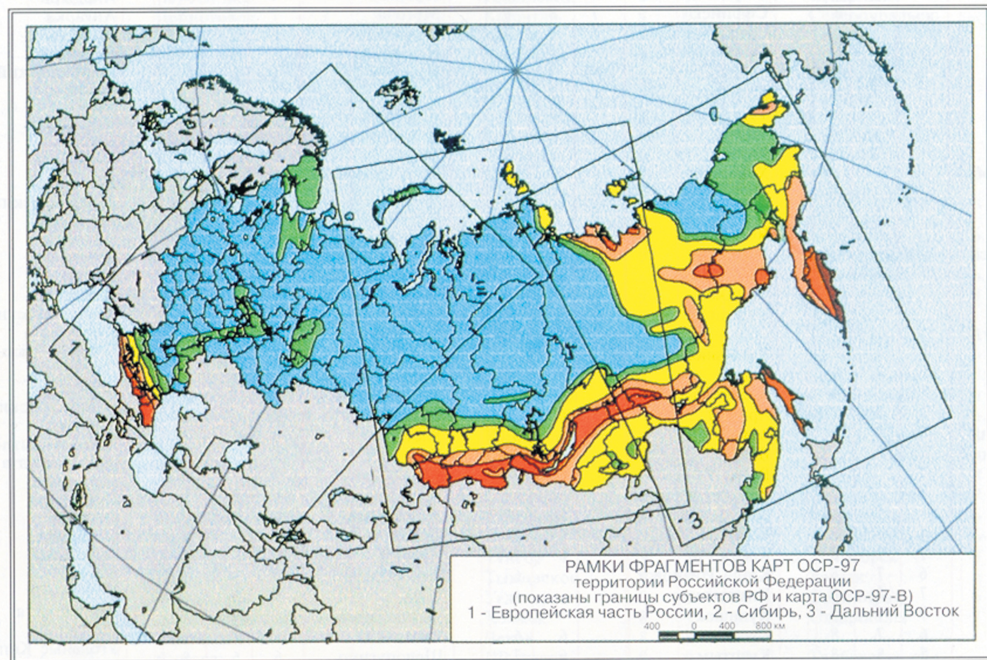 1
2
3
РАМКИ ФРАГМЕНТОВ КАРТ ОСР-97
территории Российской Федерации
(показаны границы субъектов РФ и карта ОСР-97-В)
1 - Европейская часть России, 2 - Сибирь, 3 - Дальний Восток
400 0 400 800 км